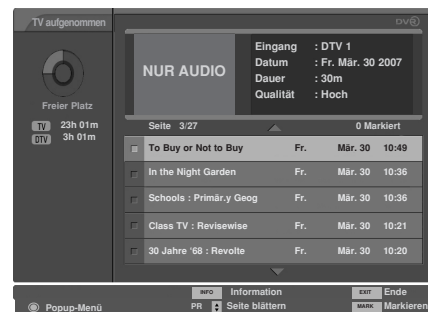 TV aufgenommen
DVR
NUR AUDIO
Eingang : DTV 1
Datum : Fr. Mär. 30 2007
Dauer : 30m
Qualität : Hoch
Freier Platz
TV 23h 01m
DTV 3h 01m
Seite 3/27 0 Markiert
To Buy or Not to Buy Fr. Mär. 30 10:49
In the Night Garden Fr. Mär. 30 10:36
Schools : Primär.y Geog Fr. Mär. 30 10:36
Class TV : Revisewise Fr. Mär. 30 10:21
30 Jahre ‘68 : Revolte Fr. Mär. 30 10:20
INFO Information EXIT Ende
Popup-Menü PR Seite blättern MARK Markieren